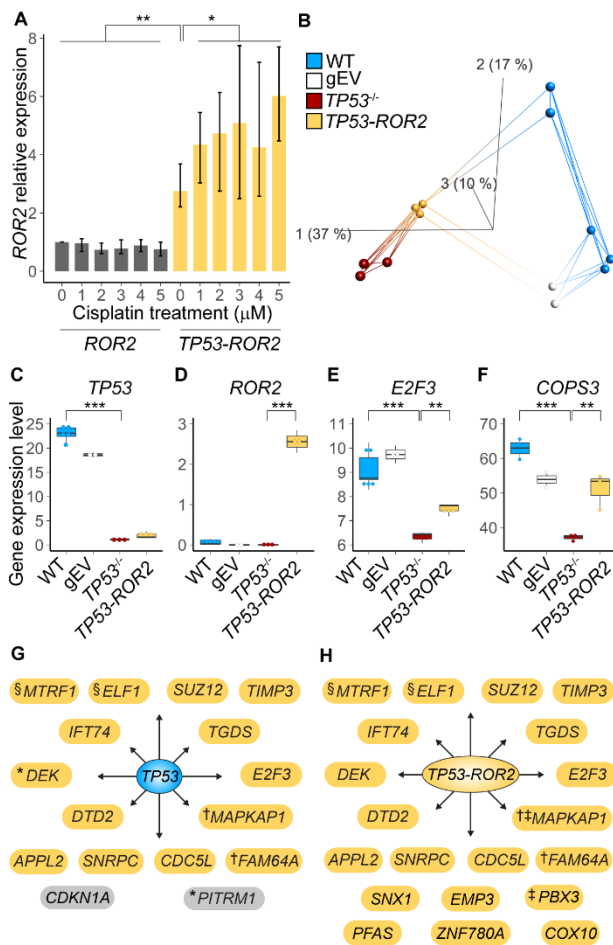 A
**
*
ROR2 relative expression
8
6
4
2
1
0
0 1 2 3 4 5 0 1 2 3 4 5
Cisplatin treatment (μM)
ROR2 TP53-ROR2
B
WT
gEV
TP53-/-
TP53-ROR2
2 (17 %)
3 (10 %)
1 (37 %)
C TP53
***
Gene expression level
25
20
15
10
5
0
WT
gEV
TP53-/-
TP53-ROR2
D ROR2
***
3
2
1
0
WT
gEV
TP53-/-
TP53-ROR2
E E2F3
*** **
10
9
8
7
6
WT
gEV
TP53-/-
TP53-ROR2
F COPS3
*** **
60
50
40
WT
gEV
TP53-/-
TP53-ROR2
G
§MTRF1 §ELF1 SUZ12 TIMP3
IFT74 TGDS
*DEK TP53 E2F3
DTD2 †MAPKAP1
APPL2 SNRPC CDC5L †FAM64A
CDKN1A *PITRM1
H
§MTRF1 §ELF1 SUZ12 TIMP3
IFT74 TGDS
DEK TP53-ROR2 E2F3
DTD2 †‡MAPKAP1
APPL2 SNRPC CDC5L †FAM64A
SNX1 EMP3 ‡PBX3
PFAS ZNF780A COX10